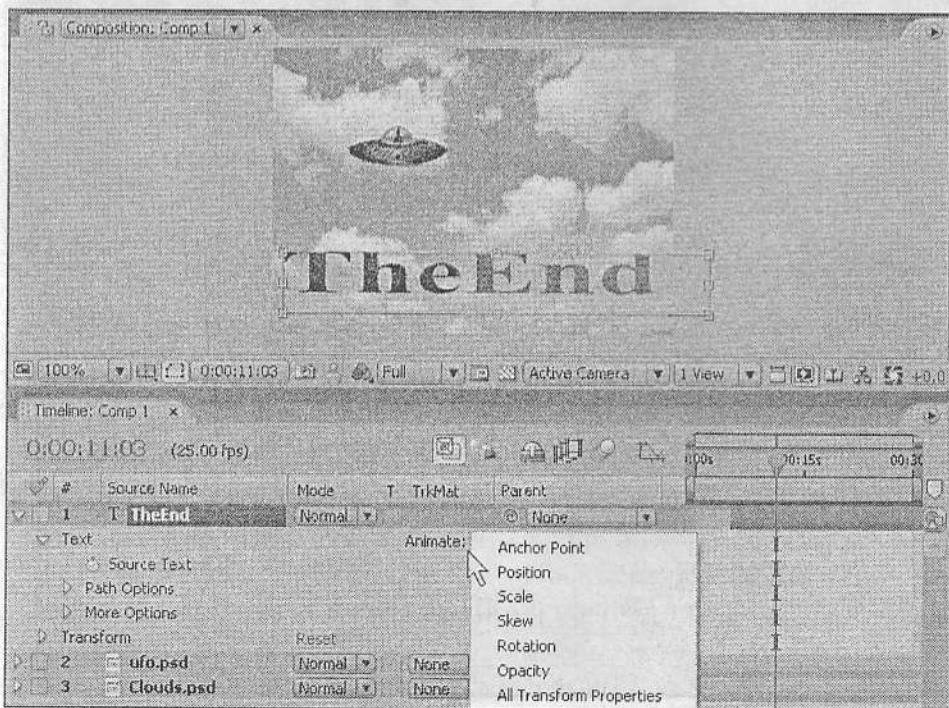 Composition: Comp 1
TheEnd
100% 0:00:11:03 Full Active Camera 1 View +0,0
Timeline: Comp 1
0:00:11:03 (25.00 fps)
00s 00:15s 00:30
# Source Name Mode T TrkMat Parent
1 T TheEnd Normal None
Text Animate:
Source Text
Path Options
More Options
Transform Reset
2 ufo.psd Normal None
3 Clouds.psd Normal None
Anchor Point
Position
Scale
Skew
Rotation
Opacity
All Transform Properties